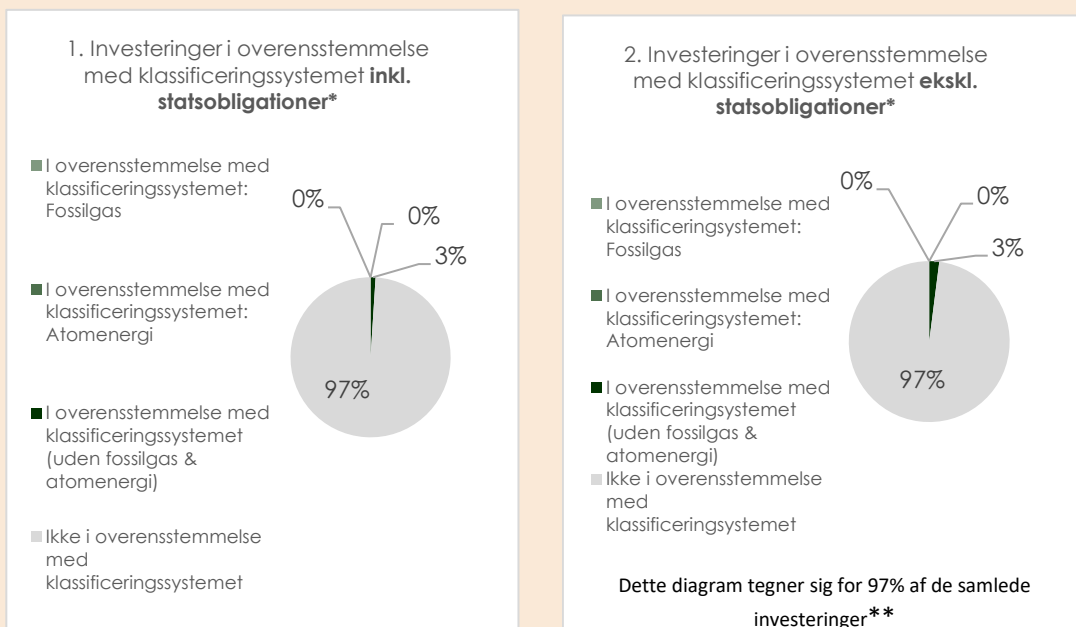 1. Investeringer i overensstemmelse
med klassificeringssystemet inkl.
statsobligationer*
I overensstemmelse med
klassificeringssystemet:
Fossilgas
I overensstemmelse med
klassificeringssystemet:
Atomenergi
I overensstemmelse med
klassificeringssystemet
(uden fossilgas &
atomenergi)
Ikke i overensstemmelse
med
klassificeringsystemet
0%
0%
3%
97%
2. Investeringer i overensstemmelse
med klassificeringssystemet ekskl.
statsobligationer*
I overensstemmelse med
klassificeringssystemet:
Fossilgas
I overensstemmelse med
klassificeringssystemet:
Atomenergi
I overensstemmelse med
klassificeringssystemet
(uden fossilgas &
atomenergi)
Ikke i overensstemmelse
med
klassificeringsystemet
0%
0%
3%
97%
Dette diagram tegner sig for 97% af de samlede
investeringer**